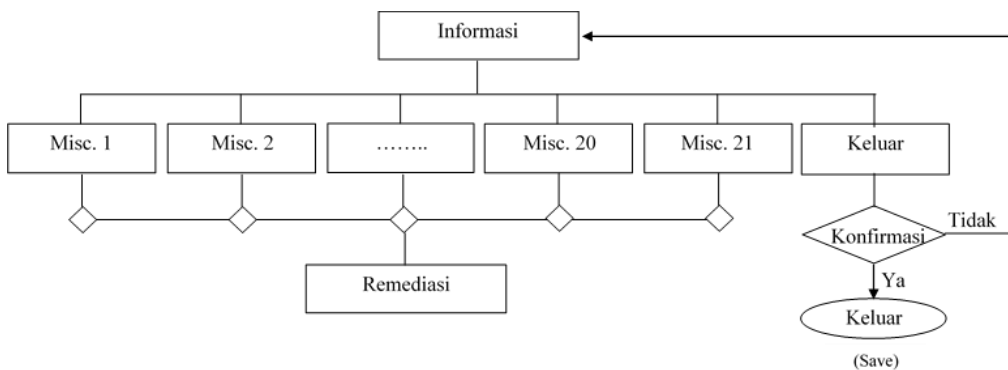 Informasi
Misc. 1
Misc. 2
……..
Misc. 20
Misc. 21
Keluar
Konfirmasi
Tidak
Ya
Remediasi
Keluar
(Save)